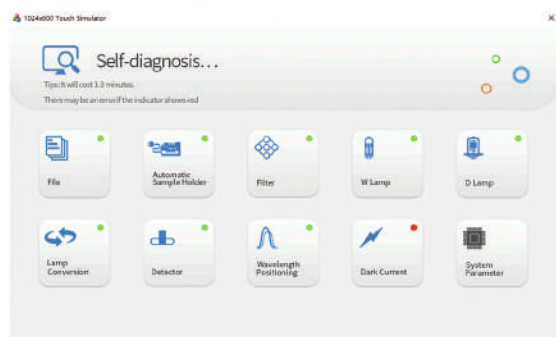 1024x600 Touch Simulator
Self-diagnosis...
Tips: It will cost 1-3 minutes.
There may be an error if the indicator shows red
File
Automatic
Sample Holder
Filter
W Lamp
D Lamp
Lamp
Conversion
Detector
Wavelength
Positioning
Dark Current
System
Parameter